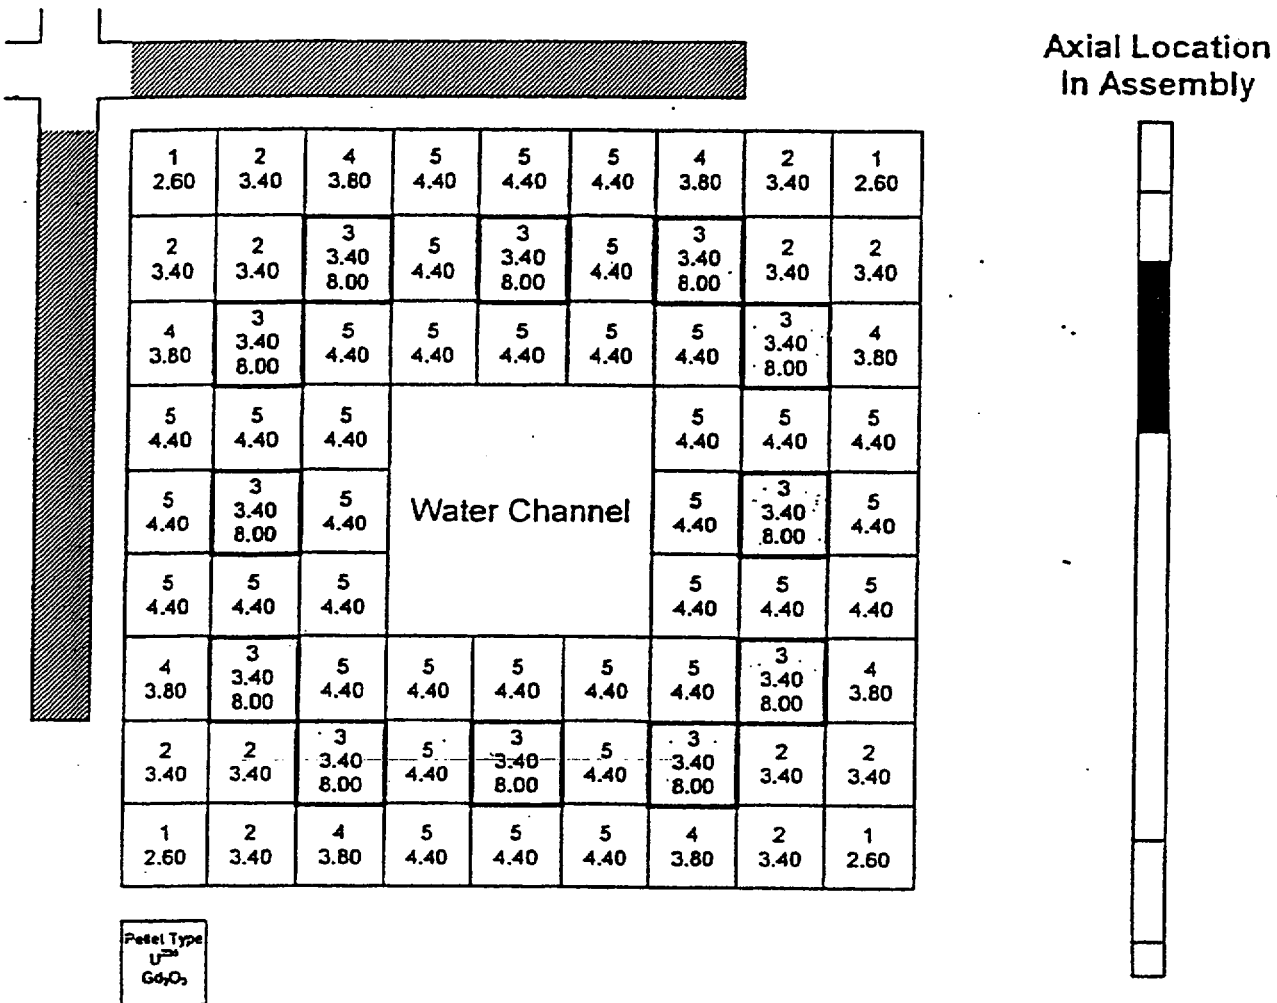 Axial Location
In Assembly
1 2 4 5 5 5 4 2 1
2.60 3.40 3.80 4.40 4.40 4.40 3.80 3.40 2.60
2 2 3 5 3 5 3 2 2
3.40 3.40 3.40 4.40 3.40 4.40 3.40 3.40 3.40
8.00 8.00 8.00
4 3 5 5 5 5 5 3 4
3.80 3.40 4.40 4.40 4.40 4.40 4.40 3.40 3.80
8.00 8.00
5 5 5 5 5 5
4.40 4.40 4.40 4.40 4.40 4.40
5 3 5 Water Channel 5 3 5
4.40 3.40 4.40 4.40 3.40 4.40
8.00 8.00
5 5 5 5 5 5
4.40 4.40 4.40 4.40 4.40 4.40
4 3 5 5 5 5 5 3 4
3.80 3.40 4.40 4.40 4.40 4.40 4.40 3.40 3.80
8.00 8.00
2 2 3 5 3 5 3 2 2
3.40 3.40 3.40 4.40 3.40 4.40 3.40 3.40 3.40
8.00 8.00 8.00
1 2 4 5 5 5 4 2 1
2.60 3.40 3.80 4.40 4.40 4.40 3.80 3.40 2.60
Pellet Type
Gd₂O₃